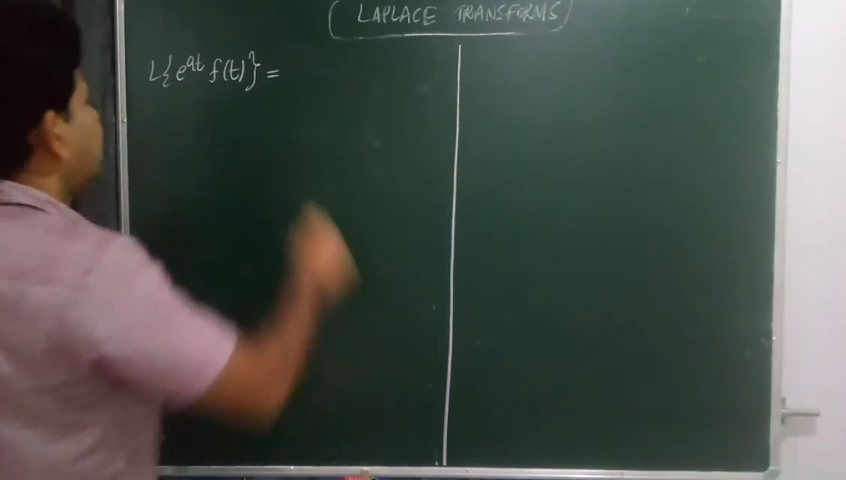 LAPLACE TRANSFORMS
L{e^{at} f(t)} =